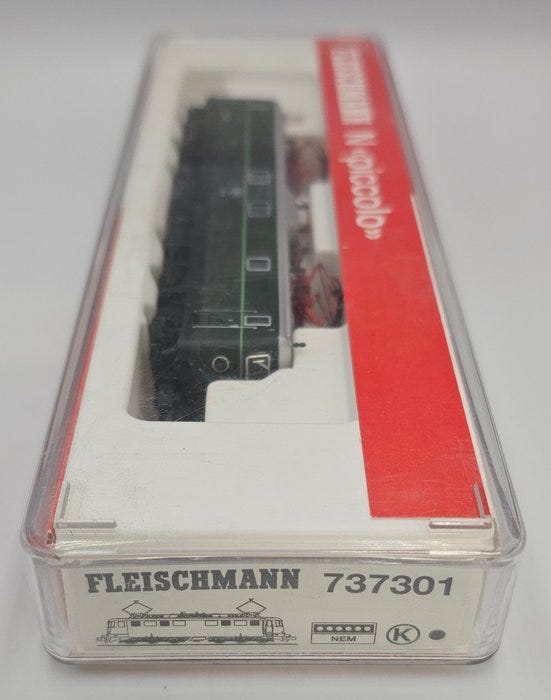 FLEISCHMANN N «piccolo»
FLEISCHMANN 737301
NEM K